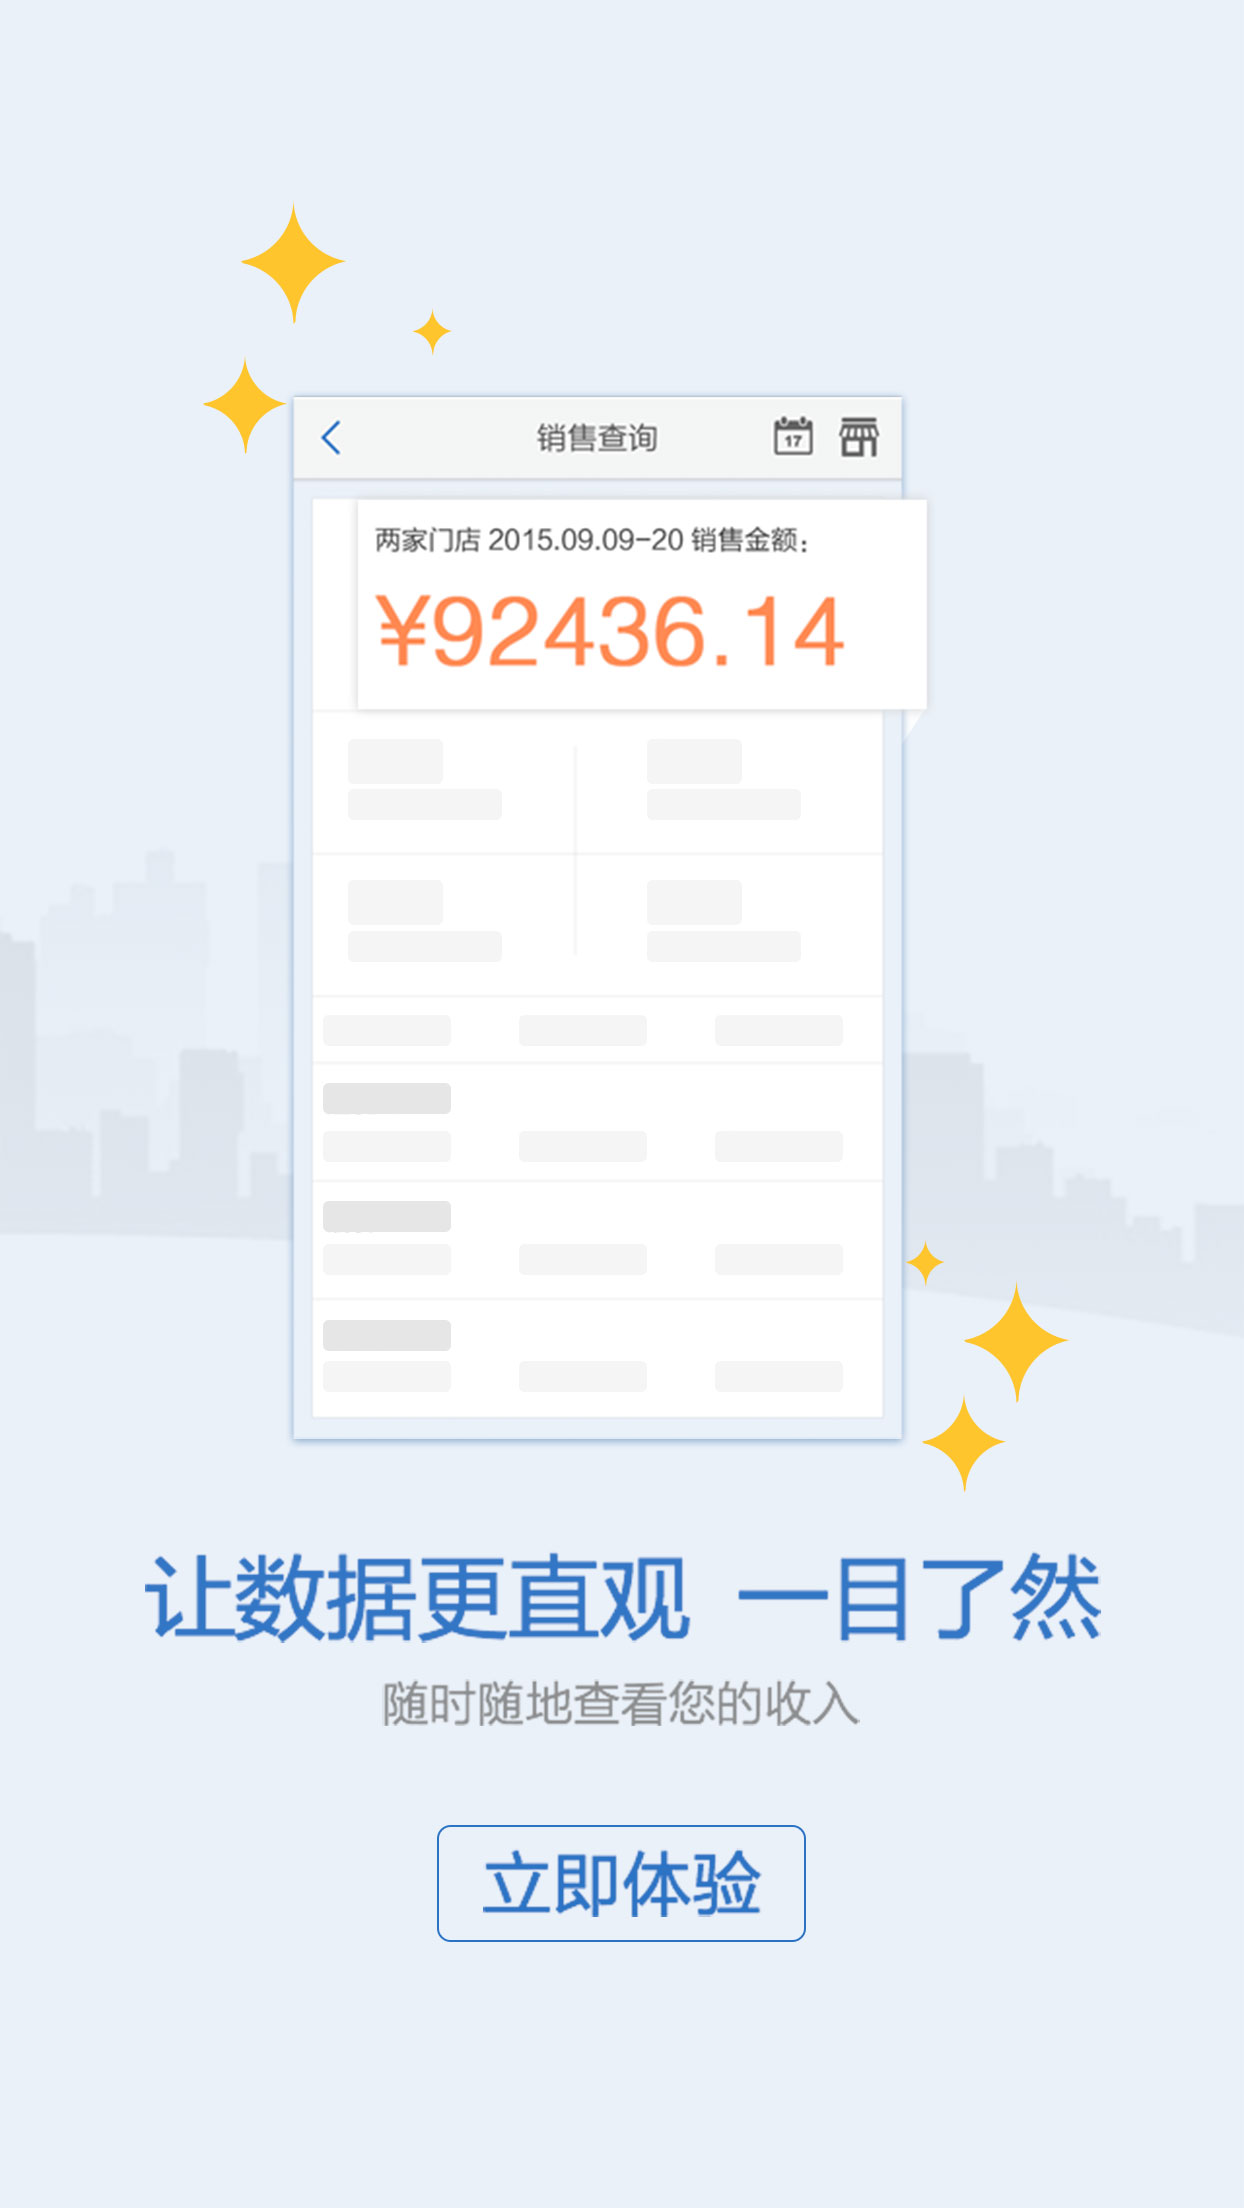 销售查询
17
两家门店 2015.09.09-20 销售金额：
¥92436.14
让数据更直观 一目了然
随时随地查看您的收入
立即体验